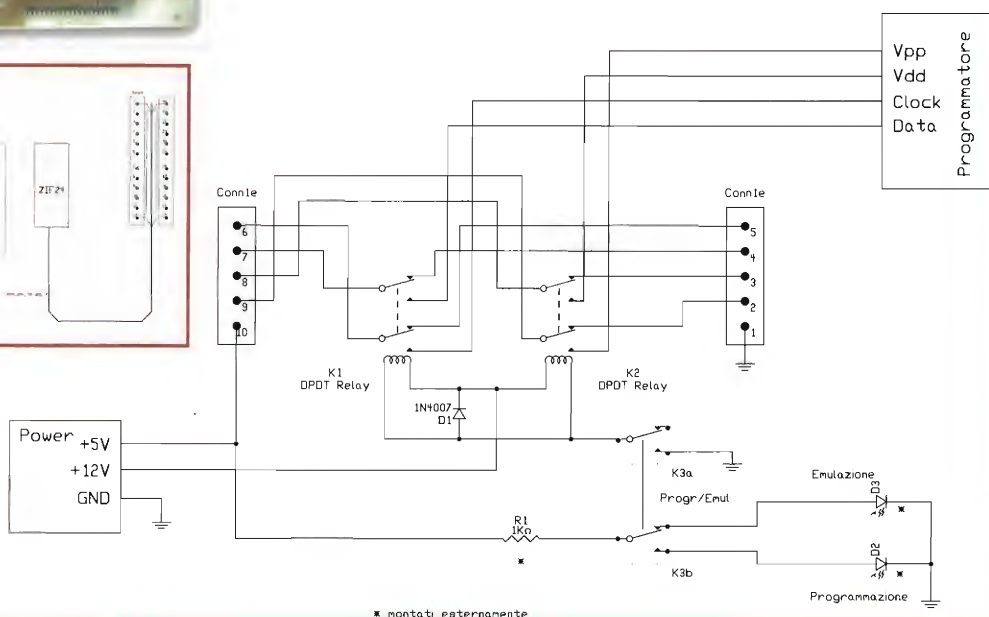 Vpp
Vdd
Clock
Data
Programmatore
ZIF24
Conn1e
6
7
8
9
10
Conn1e
5
4
3
2
1
K1
DPDT Relay
K2
DPDT Relay
1N4007
D1
Power
+5V
+12V
GND
K3a
Progr/Emul
K3b
R1
1KΩ
*
Emulazione
D3
*
D2
*
Programmazione
* montati esternamente